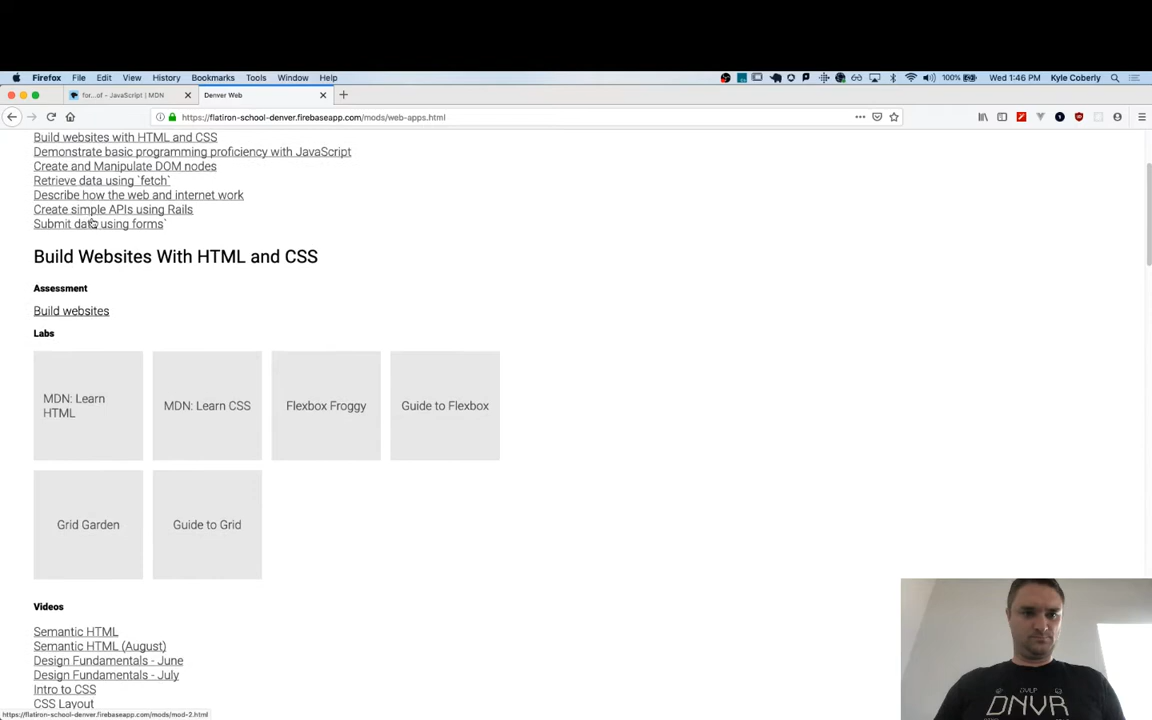 Firefox File Edit View History Bookmarks Tools Window Help 100% Wed 1:46 PM Kyle Coberly
for...of - JavaScript | MDN Denver Web
https://flatiron-school-denver.firebaseapp.com/mods/web-apps.html
Build websites with HTML and CSS
Demonstrate basic programming proficiency with JavaScript
Create and Manipulate DOM nodes
Retrieve data using `fetch`
Describe how the web and internet work
Create simple APIs using Rails
Submit data using forms`
Build Websites With HTML and CSS
Assessment
Build websites
Labs
MDN: Learn
HTML
MDN: Learn CSS
Flexbox Froggy
Guide to Flexbox
Grid Garden
Guide to Grid
Videos
Semantic HTML
Semantic HTML (August)
Design Fundamentals - June
Design Fundamentals - July
Intro to CSS
CSS Layout
https://flatiron-school-denver.firebaseapp.com/mods/mod-2.html
DNVR